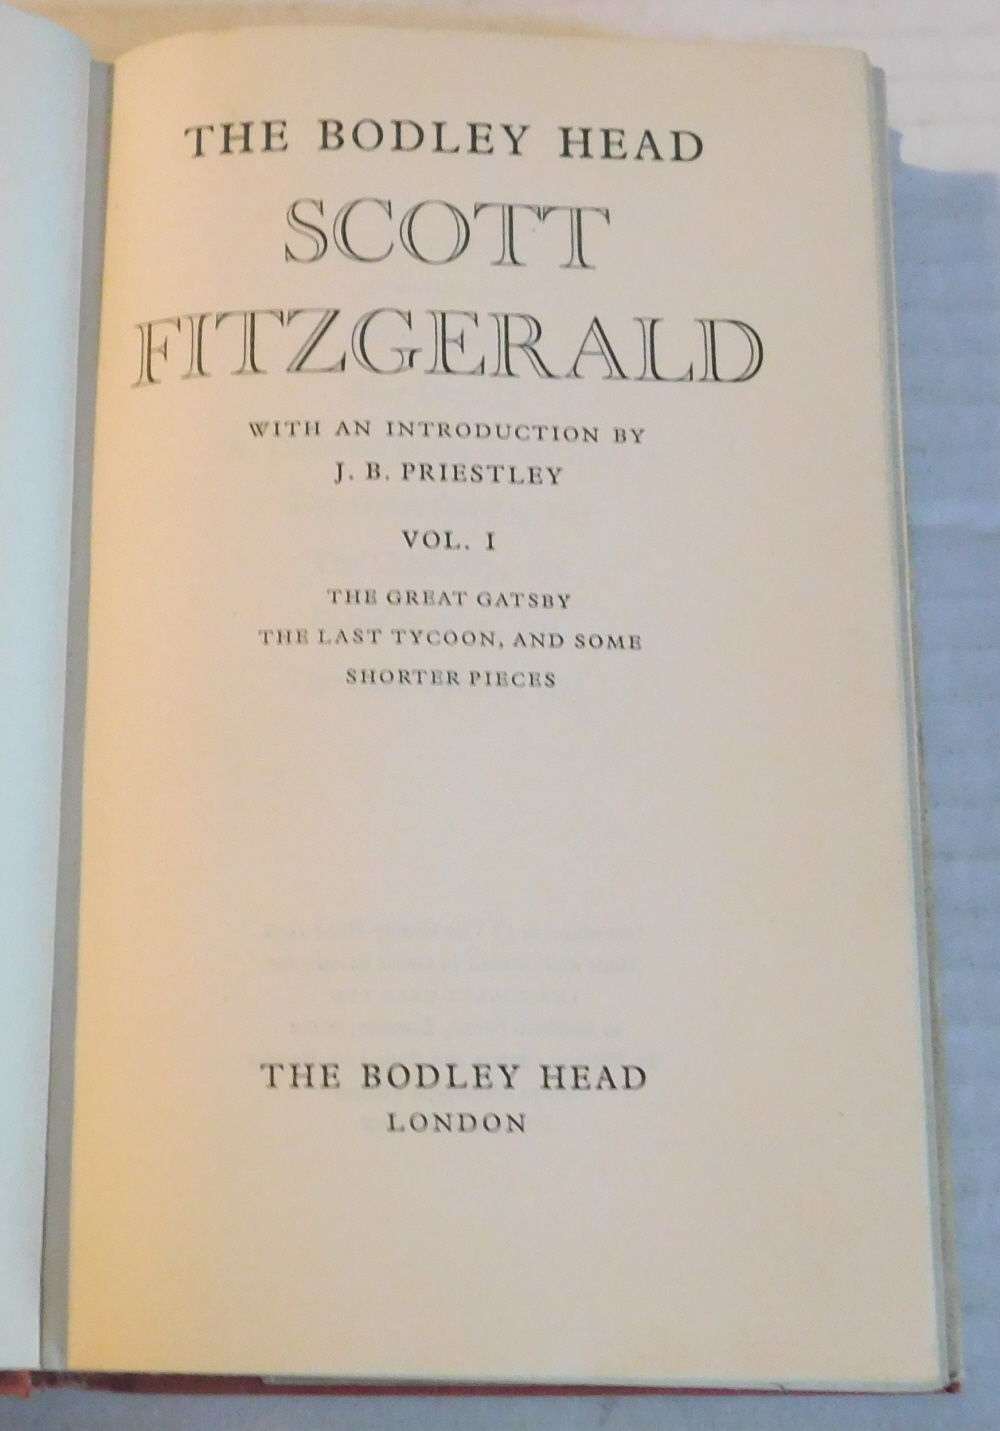 THE BODLEY HEAD
SCOTT
FITZGERALD
WITH AN INTRODUCTION BY
J. B. PRIESTLEY
VOL. I
THE GREAT GATSBY
THE LAST TYCOON, AND SOME
SHORTER PIECES
THE BODLEY HEAD
LONDON